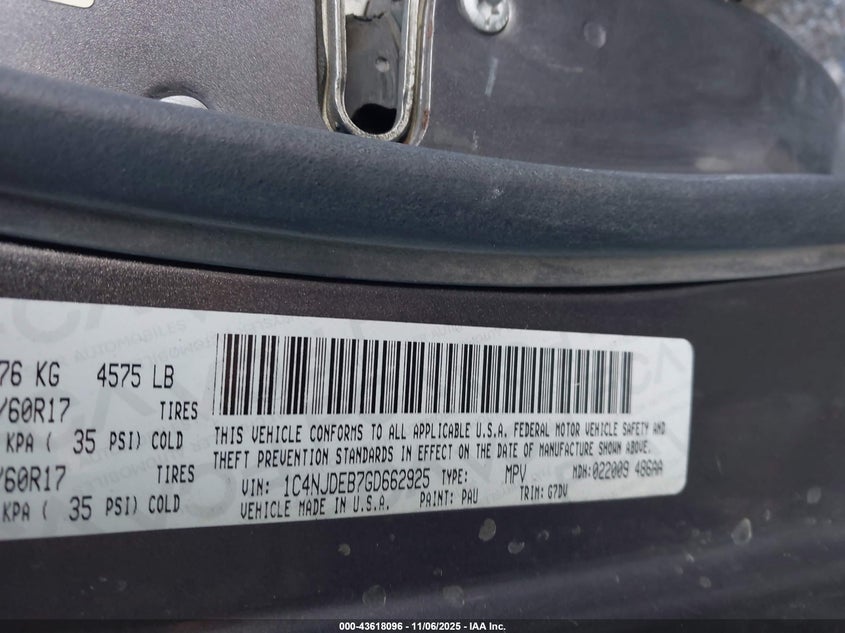 76 KG 4575 LB
/60R17 TIRES
KPA ( 35 PSI) COLD
/60R17 TIRES
KPA ( 35 PSI) COLD
THIS VEHICLE CONFORMS TO ALL APPLICABLE U.S.A. FEDERAL MOTOR VEHICLE SAFETY AND
THEFT PREVENTION STANDARDS IN EFFECT ON THE DATE OF MANUFACTURE SHOWN ABOVE.
VIN: 1C4NJDEB7GD662925 TYPE: MPV MDH:022009 486AA
VEHICLE MADE IN U.S.A. PAINT: PAU TRIM: G7DV
000-43618096 - 11/06/2025 - IAA Inc.